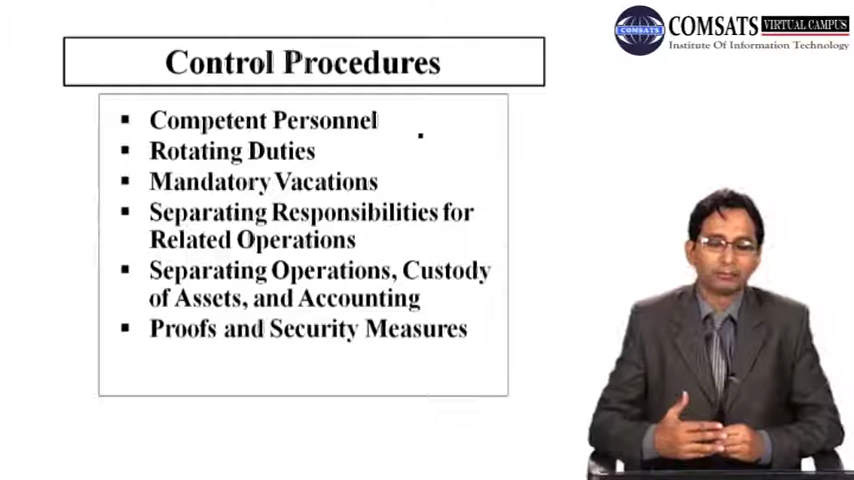 COMSATS VIRTUAL CAMPUS
Institute Of Information Technology
COMSATS
Control Procedures
▪ Competent Personnel
▪ Rotating Duties
▪ Mandatory Vacations
▪ Separating Responsibilities for
Related Operations
▪ Separating Operations, Custody
of Assets, and Accounting
▪ Proofs and Security Measures